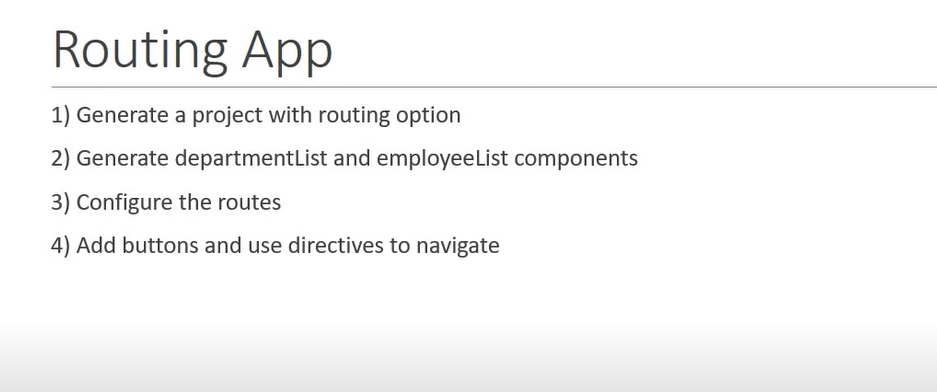 Routing App
1) Generate a project with routing option
2) Generate departmentList and employeeList components
3) Configure the routes
4) Add buttons and use directives to navigate